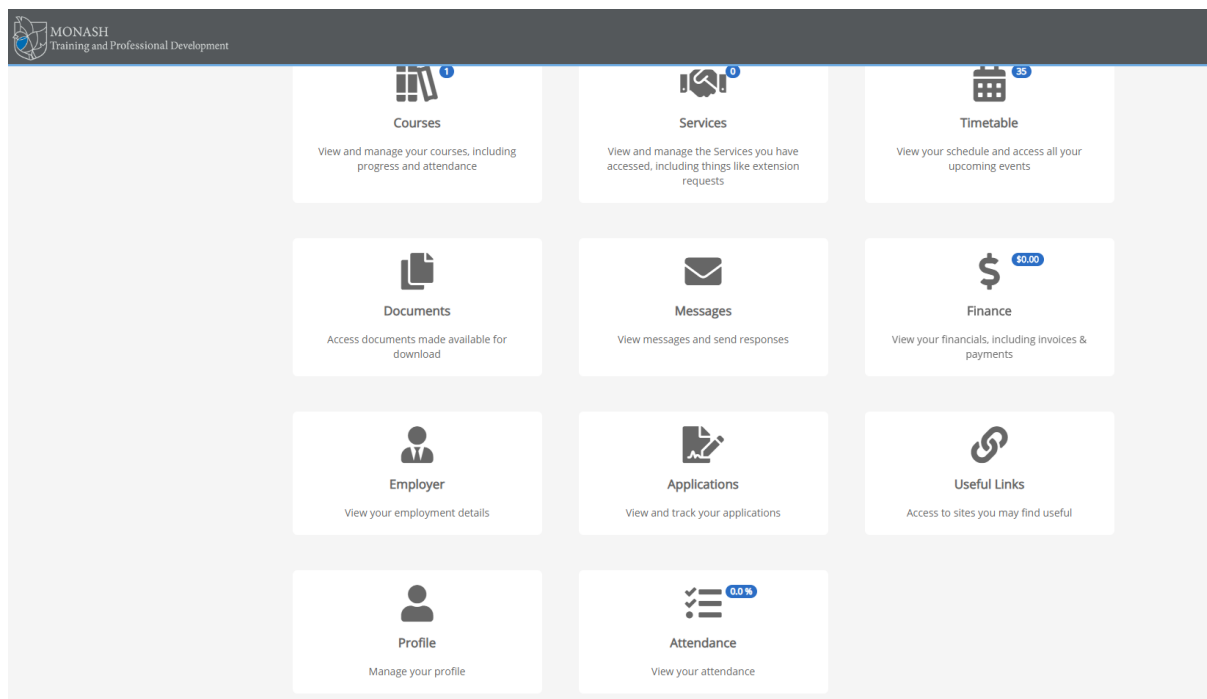 MONASH
Training and Professional Development
1
0
35
Courses
Services
Timetable
View and manage your courses, including
progress and attendance
View and manage the Services you have
accessed, including things like extension
requests
View your schedule and access all your
upcoming events
$0.00
Documents
Messages
Finance
Access documents made available for
download
View messages and send responses
View your financials, including invoices &
payments
Employer
Applications
Useful Links
View your employment details
View and track your applications
Access to sites you may find useful
0.0 %
Profile
Attendance
Manage your profile
View your attendance